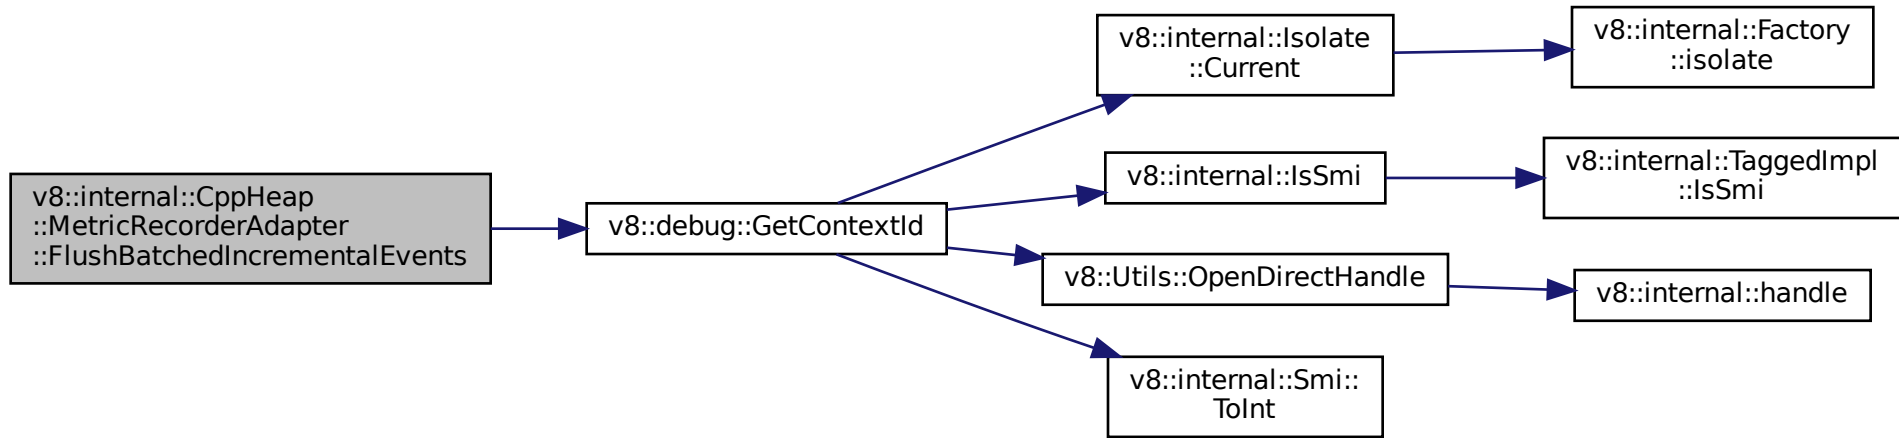 v8::internal::CppHeap
::MetricRecorderAdapter
::FlushBatchedIncrementalEvents
v8::debug::GetContextId
v8::internal::Isolate
::Current
v8::internal::Factory
::isolate
v8::internal::IsSmi
v8::internal::TaggedImpl
::IsSmi
v8::Utils::OpenDirectHandle
v8::internal::handle
v8::internal::Smi::
ToInt